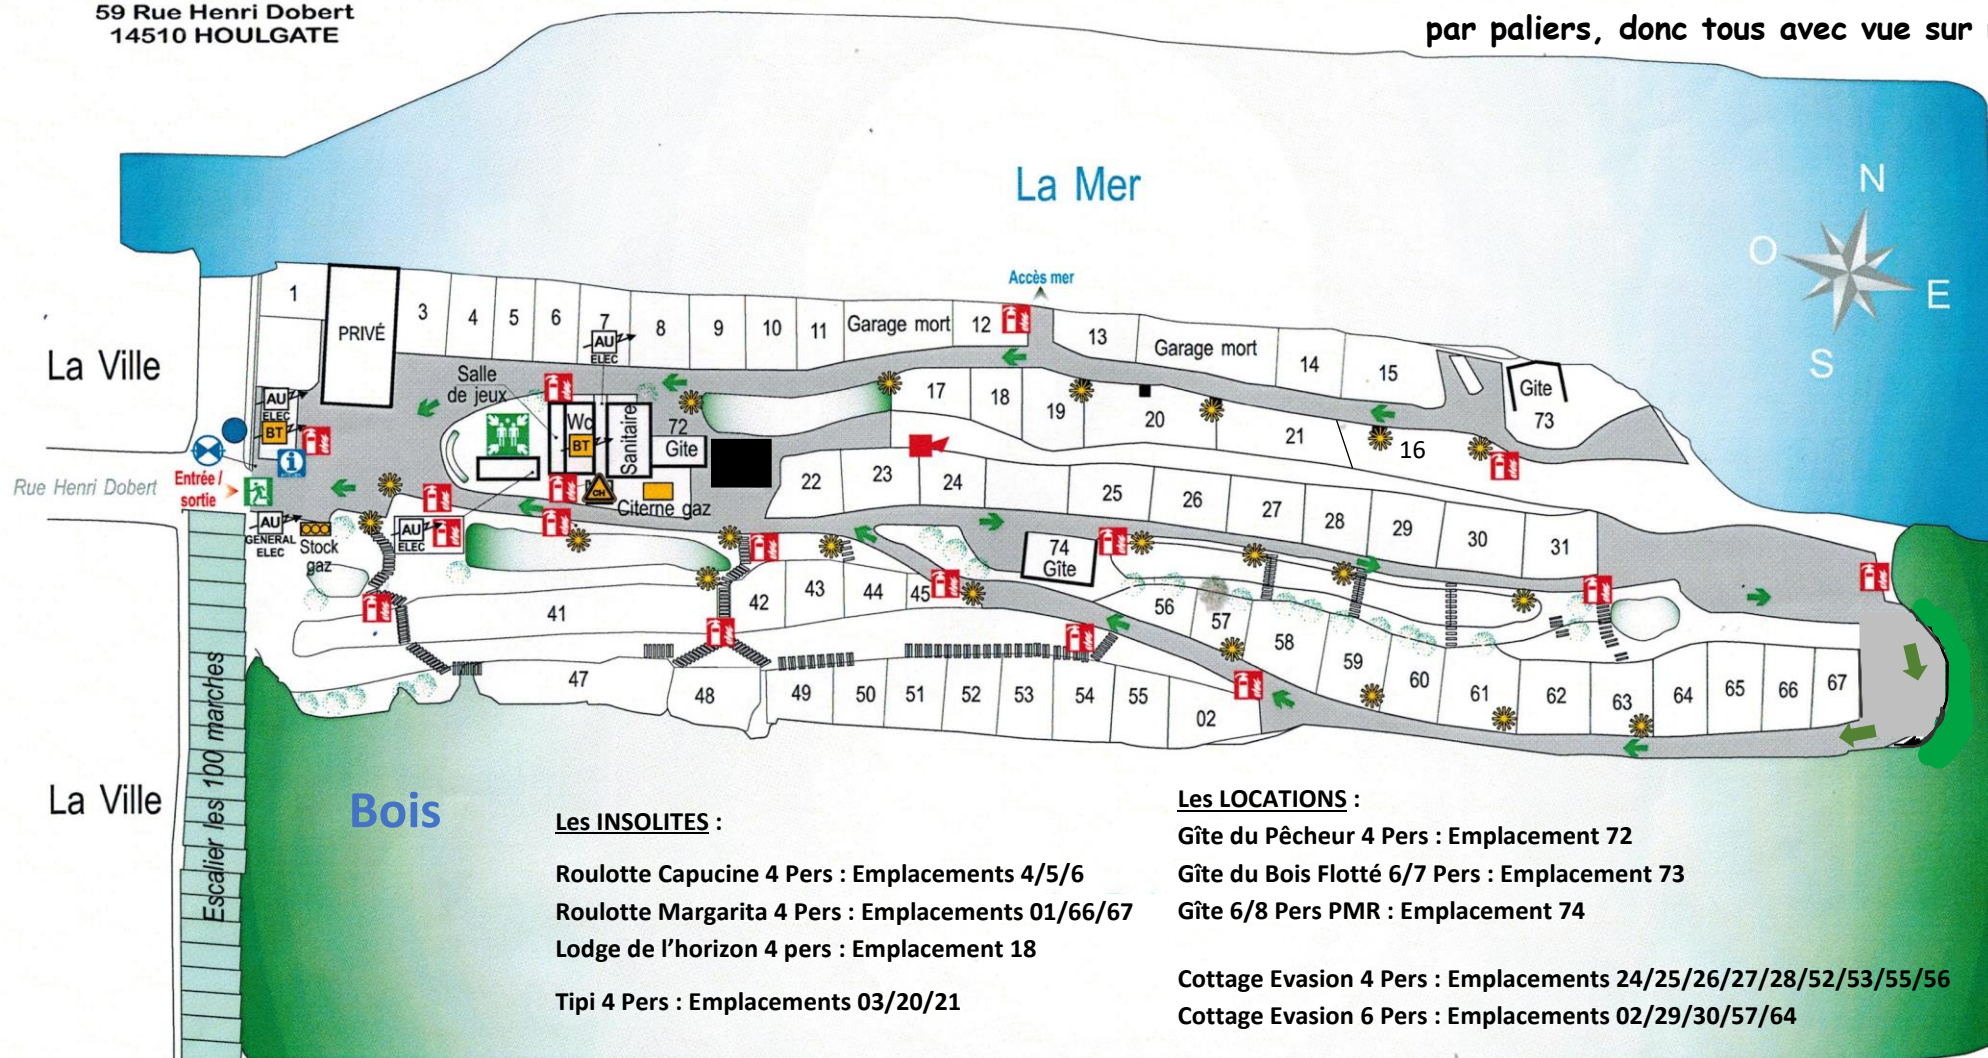 59 Rue Henri Dobert
14510 HOULGATE
par paliers, donc tous avec vue sur
La Mer
N
O
E
S
Accès mer
1
PRIVÉ
3
4
5
6
7
8
9
10
11
Garage mort
12
13
Garage mort
14
15
AU
ELEC
La Ville
Salle
de jeux
Gite
73
AU
ELEC
BT
Wc
BT
Sanitaire
72
Gite
17
18
19
20
21
16
i
Rue Henri Dobert
Entrée /
sortie
CH
Citerne gaz
22
23
24
25
26
27
28
29
30
31
AU
GENERAL
ELEC
Stock
gaz
AU
ELEC
74
Gîte
41
42
43
44
45
56
57
58
59
60
61
62
63
64
65
66
67
47
48
49
50
51
52
53
54
55
02
Escalier les 100 marches
La Ville
Bois
Les INSOLITES :
Roulotte Capucine 4 Pers : Emplacements 4/5/6
Roulotte Margarita 4 Pers : Emplacements 01/66/67
Lodge de l’horizon 4 pers : Emplacement 18
Tipi 4 Pers : Emplacements 03/20/21
Les LOCATIONS :
Gîte du Pêcheur 4 Pers : Emplacement 72
Gîte du Bois Flotté 6/7 Pers : Emplacement 73
Gîte 6/8 Pers PMR : Emplacement 74
Cottage Evasion 4 Pers : Emplacements 24/25/26/27/28/52/53/55/56
Cottage Evasion 6 Pers : Emplacements 02/29/30/57/64